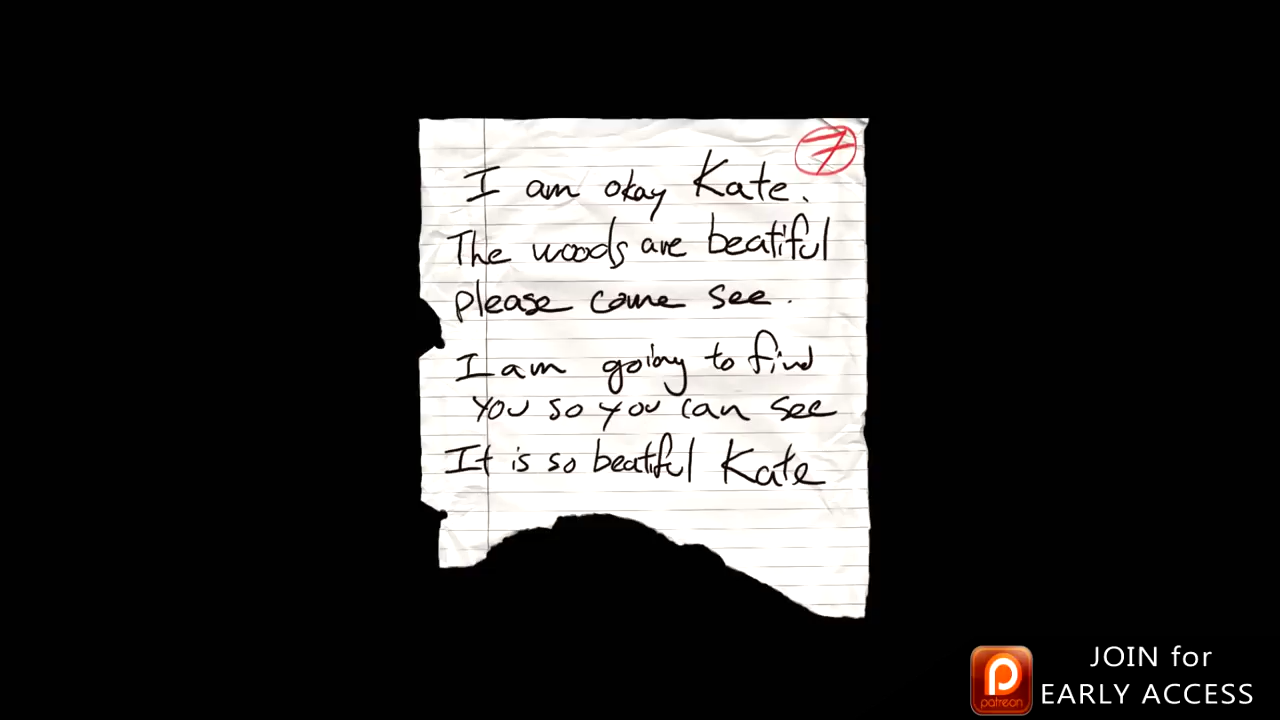 7
I am okay Kate.
The woods are beatiful
please come see.
I am going to find
you so you can see
It is so beatiful Kate
JOIN for
EARLY ACCESS
patreon